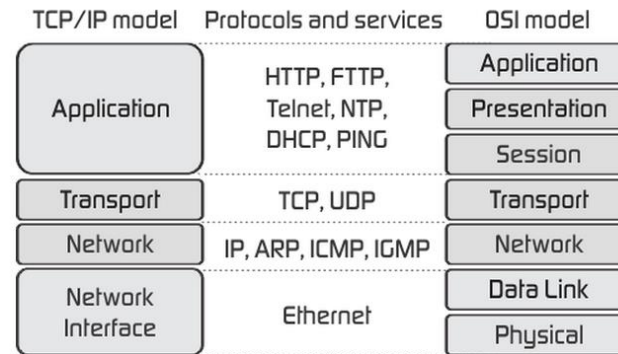 TCP/IP model Protocols and services OSI model
Application
HTTP, FTTP,
Telnet, NTP,
DHCP, PING
Application
Presentation
Session
Transport TCP, UDP Transport
Network IP, ARP, ICMP, IGMP Network
Network
Interface
Ethernet
Data Link
Physical